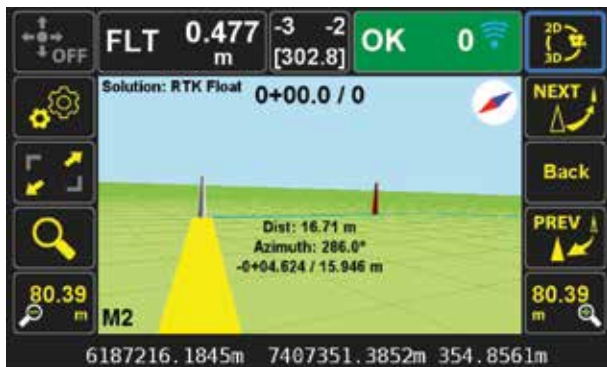 OFF
FLT
0.477
m
-3 -2
[302.8]
OK 0
2D
3D
Solution: RTK Float
0+00.0 / 0
NEXT
Back
Dist: 16.71 m
Azimuth: 286.0°
-0+04.624 / 15.946 m
PREV
80.39
m
M2
80.39
m
6187216.1845m 7407351.3852m 354.8561m